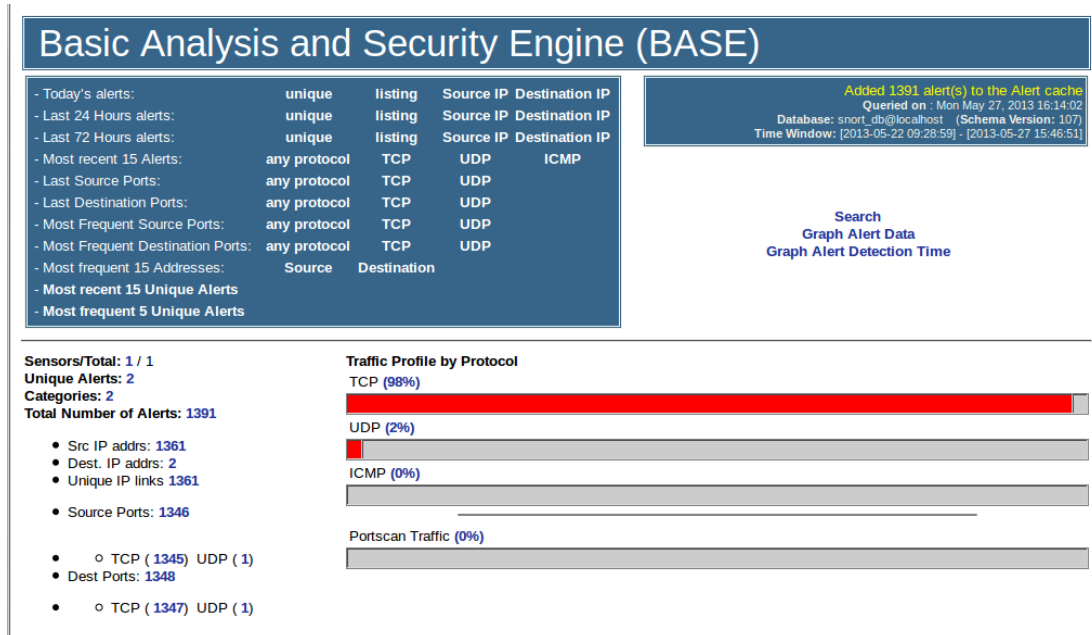 Basic Analysis and Security Engine (BASE)
- Today's alerts: unique listing Source IP Destination IP
- Last 24 Hours alerts: unique listing Source IP Destination IP
- Last 72 Hours alerts: unique listing Source IP Destination IP
- Most recent 15 Alerts: any protocol TCP UDP ICMP
- Last Source Ports: any protocol TCP UDP
- Last Destination Ports: any protocol TCP UDP
- Most Frequent Source Ports: any protocol TCP UDP
- Most Frequent Destination Ports: any protocol TCP UDP
- Most frequent 15 Addresses: Source Destination
- Most recent 15 Unique Alerts
- Most frequent 5 Unique Alerts
Added 1391 alert(s) to the Alert cache
Queried on : Mon May 27, 2013 16:14:02
Database: snort_db@localhost (Schema Version: 107)
Time Window: [2013-05-22 09:28:59] - [2013-05-27 15:46:51]
Search
Graph Alert Data
Graph Alert Detection Time
Sensors/Total: 1 / 1
Unique Alerts: 2
Categories: 2
Total Number of Alerts: 1391
Src IP addrs: 1361
Dest. IP addrs: 2
Unique IP links 1361
Source Ports: 1346
TCP ( 1345) UDP ( 1)
Dest Ports: 1348
TCP ( 1347) UDP ( 1)
Traffic Profile by Protocol
TCP (98%)
UDP (2%)
ICMP (0%)
Portscan Traffic (0%)